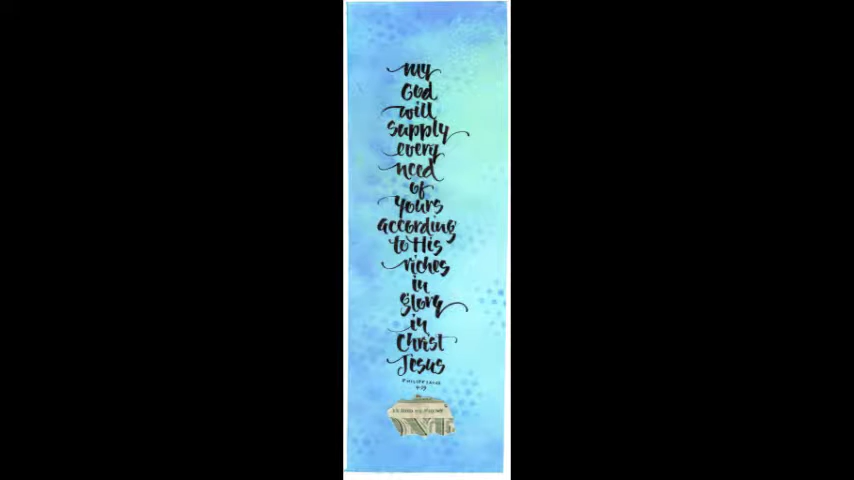 my
God
will
supply
every
need
of
yours
according
to His
riches
in
glory
in
Christ
Jesus
PHILIPPIANS
4:19